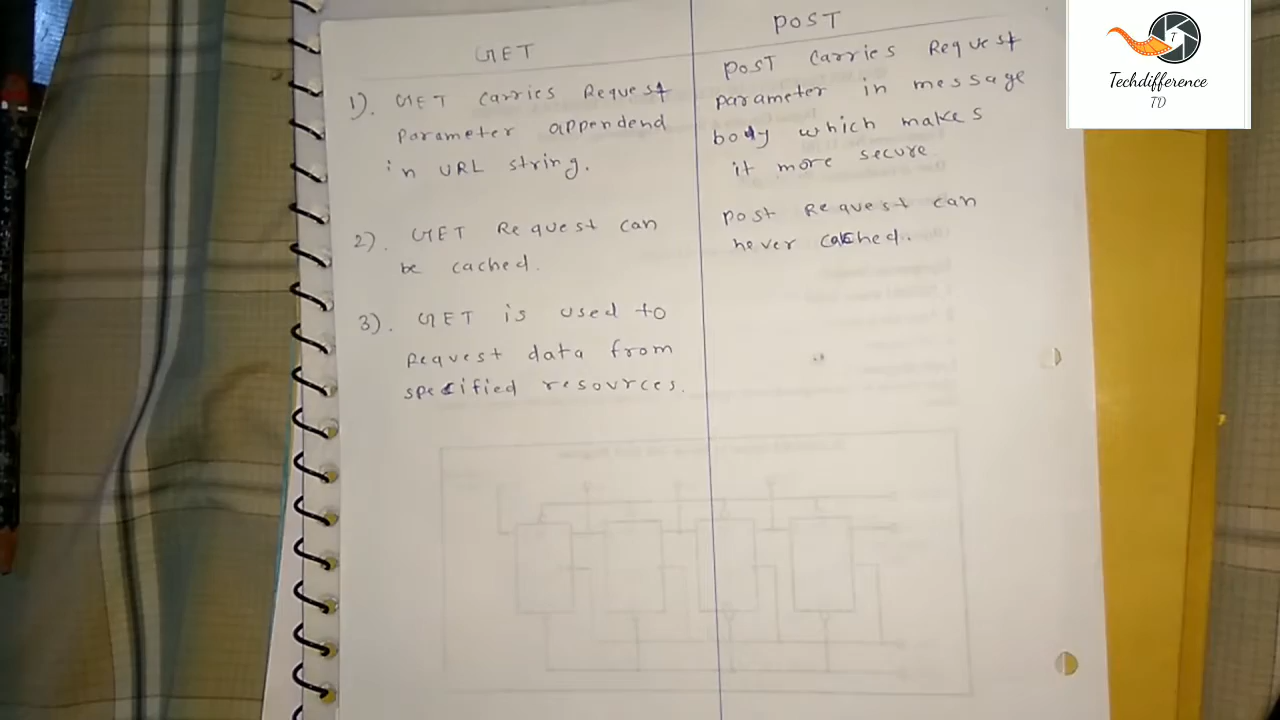 GET
1). GET carries Request
parameter appendend
in URL string.
2). GET Request can
be cached.
3). GET is used to
Request data from
specified resources.
POST
POST Carries Request
parameter in message
body which makes
it more secure
post Request can
never cached.
T
Techdifference
TD